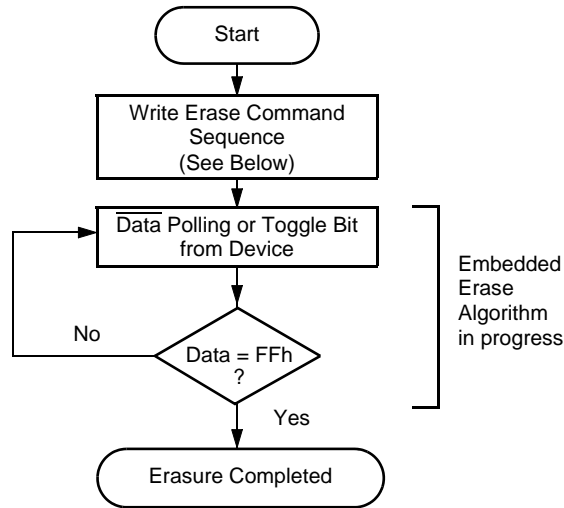 Start
Write Erase Command
Sequence
(See Below)
Data Polling or Toggle Bit
from Device
Embedded
Erase
Algorithm
in progress
No
Data = FFh
?
Yes
Erasure Completed